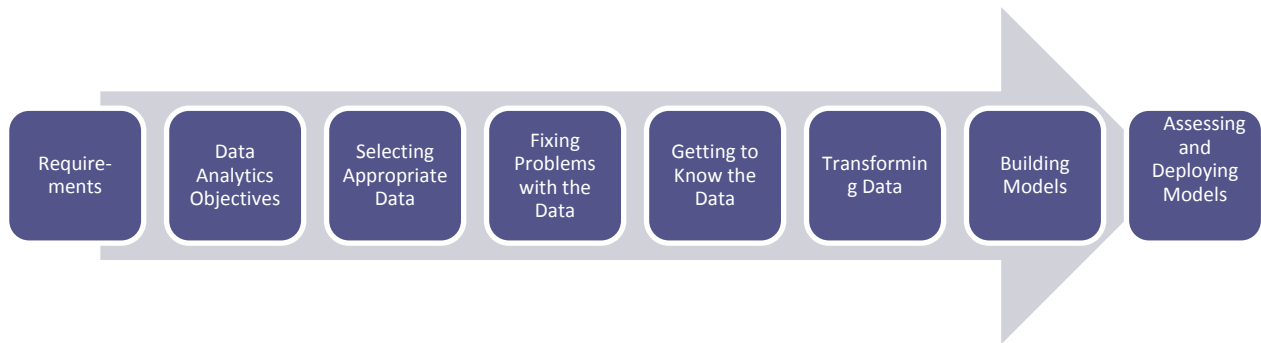 Require-
ments
Data
Analytics
Objectives
Selecting
Appropriate
Data
Fixing
Problems
with the
Data
Getting to
Know the
Data
Transformin
g Data
Building
Models
Assessing
and
Deploying
Models